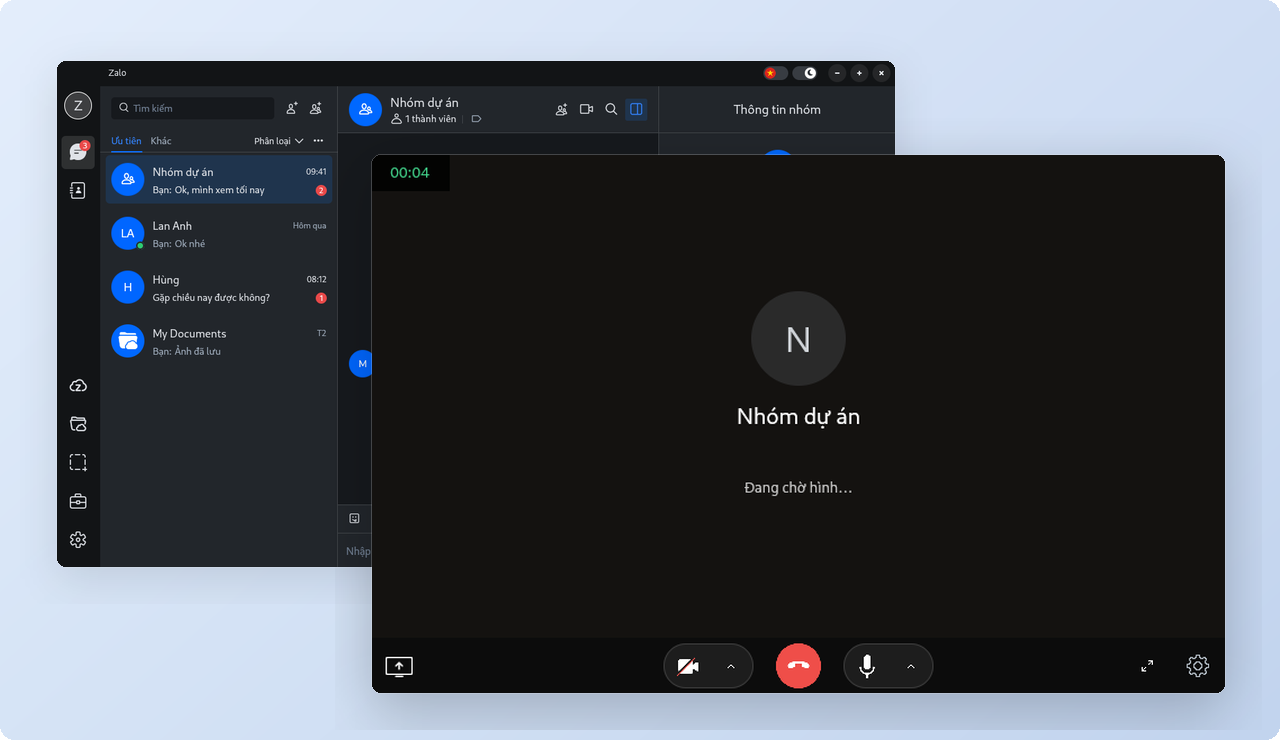 Zalo
Z
Tìm kiếm
3
Ưu tiên Khác Phân loại
Nhóm dự án 09:41
Bạn: Ok, mình xem tối nay 2
LA
Lan Anh Hôm qua
Bạn: Ok nhé
H
Hùng 08:12
Gặp chiều nay được không? 1
My Documents T2
Bạn: Ảnh đã lưu
Z
Nhóm dự án
1 thành viên
Thông tin nhóm
M
Nhập
00:04
N
Nhóm dự án
Đang chờ hình...